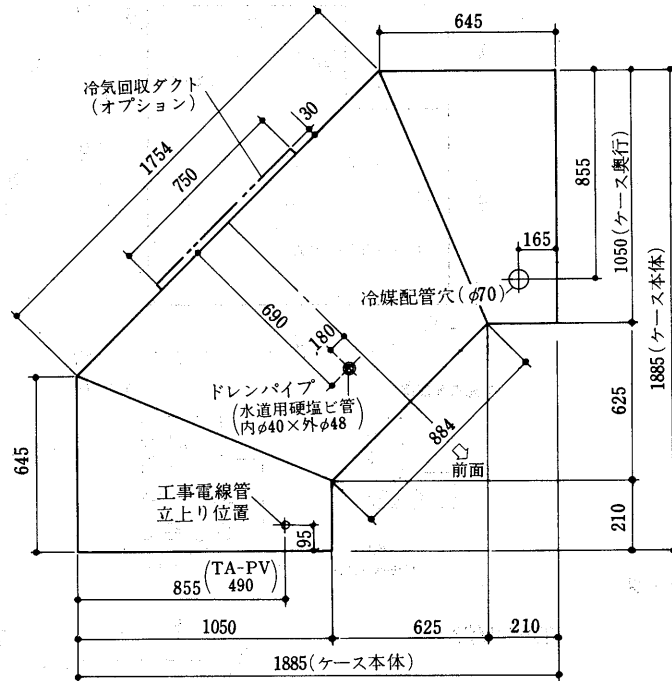 645
冷気回収ダクト
(オプション)
30
1754
750
855
1050(ケース奥行)
165
1885(ケース本体)
冷媒配管穴(φ70)
690
180
ドレンパイプ
(水道用硬塩ビ管
内φ40×外φ48)
884
前面
625
645
工事電線管
立上り位置
95
210
855
(TA-PV
490)
1050
625
210
1885(ケース本体)